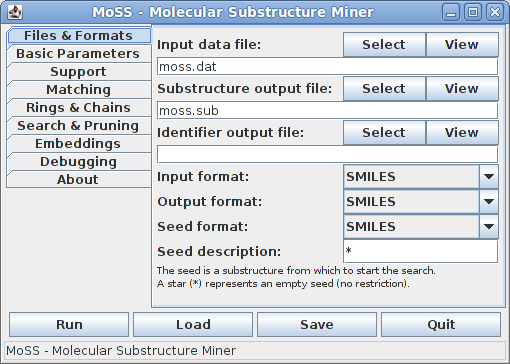 MoSS - Molecular Substructure Miner
Files & Formats
Basic Parameters
Support
Matching
Rings & Chains
Search & Pruning
Embeddings
Debugging
About
Input data file: Select View
moss.dat
Substructure output file: Select View
moss.sub
Identifier output file: Select View
Input format: SMILES
Output format: SMILES
Seed format: SMILES
Seed description: *
The seed is a substructure from which to start the search.
A star (*) represents an empty seed (no restriction).
Run Load Save Quit
MoSS - Molecular Substructure Miner